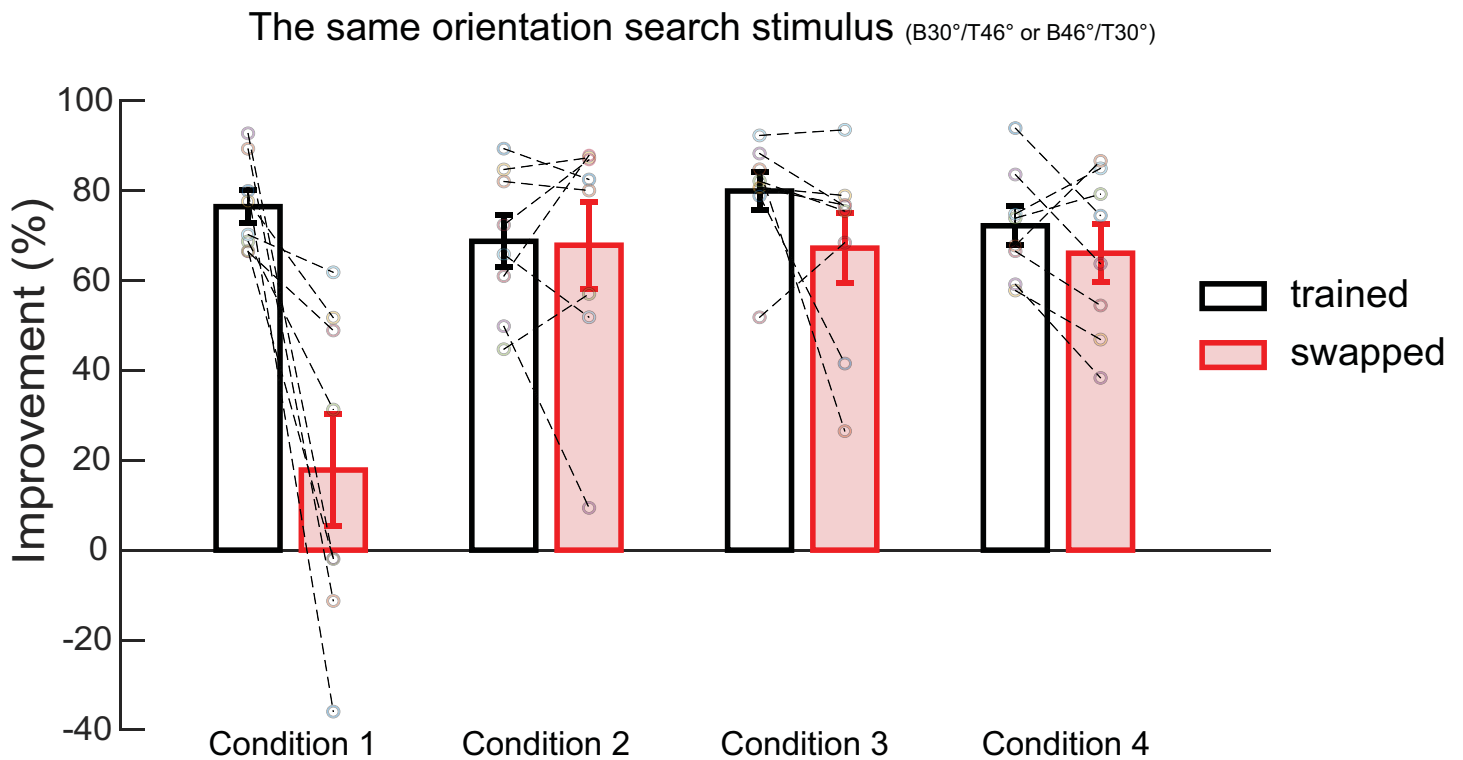 The same orientation search stimulus (B30°/T46° or B46°/T30°)
Improvement (%)
100
80
60
40
20
0
-20
-40
trained
swapped
Condition 1
Condition 2
Condition 3
Condition 4